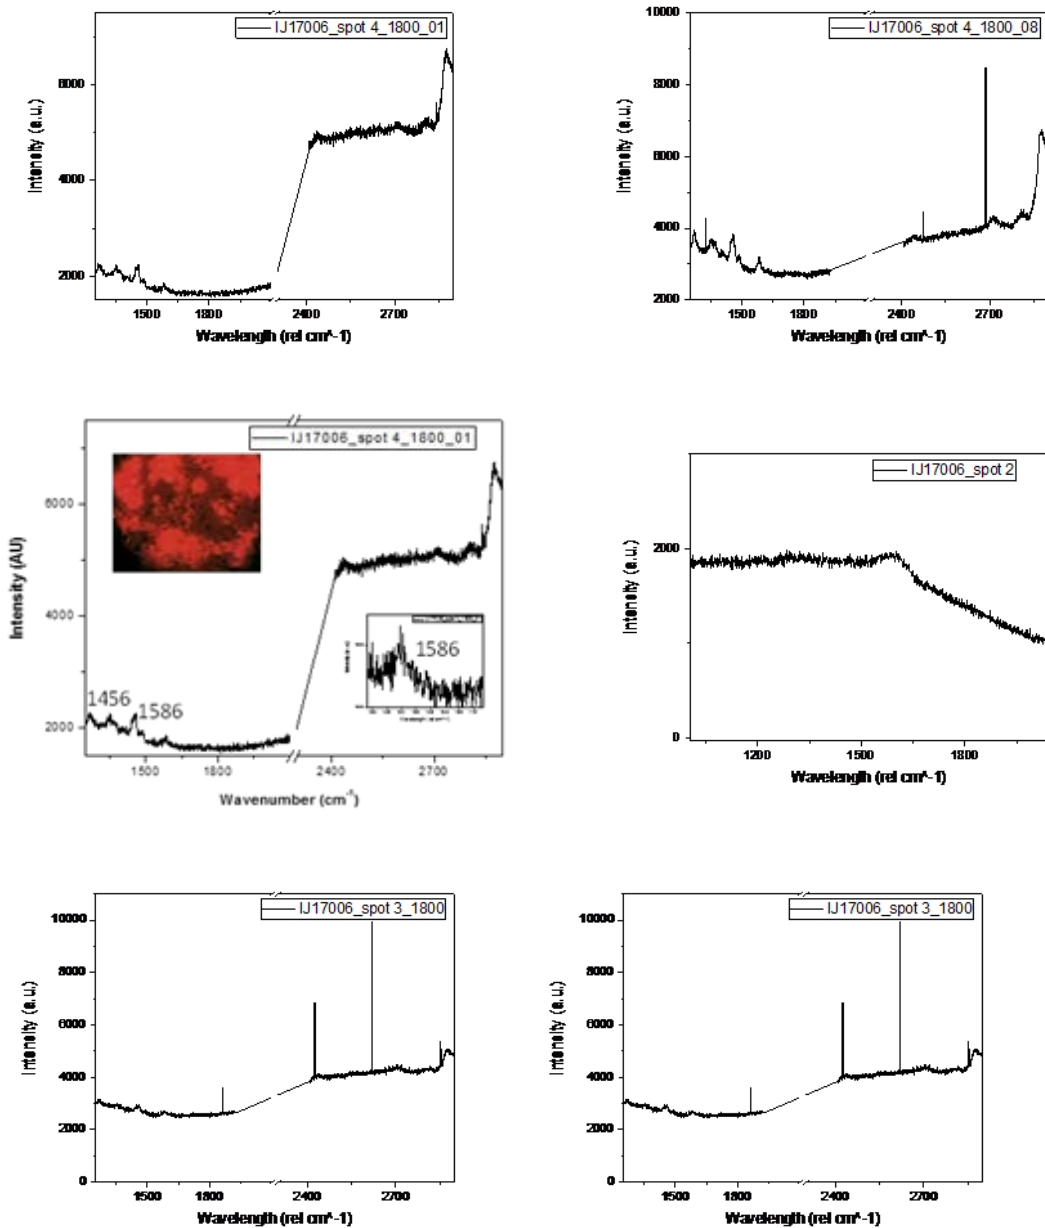 IJ17006_spot 4_1800_01
6000
4000
2000
Intensity (a.u.)
1500 1800 2400 2700
Wavelength (rel cm^-1)
IJ17006_spot 4_1800_08
10000
8000
6000
4000
2000
Intensity (a.u.)
1500 1800 2400 2700
Wavelength (rel cm^-1)
IJ17006_spot 4_1800_01
6000
4000
2000
Intensity (AU)
1586
1456
1586
1500 1800 2400 2700
Wavenumber (cm-1)
IJ17006_spot 2
2000
0
Intensity (a.u.)
1200 1500 1800
Wavelength (rel cm^-1)
IJ17006_spot 3_1800
10000
8000
6000
4000
2000
0
Intensity (a.u.)
1500 1800 2400 2700
Wavelength (rel cm^-1)
IJ17006_spot 3_1800
10000
8000
6000
4000
2000
0
Intensity (a.u.)
1500 1800 2400 2700
Wavelength (rel cm^-1)